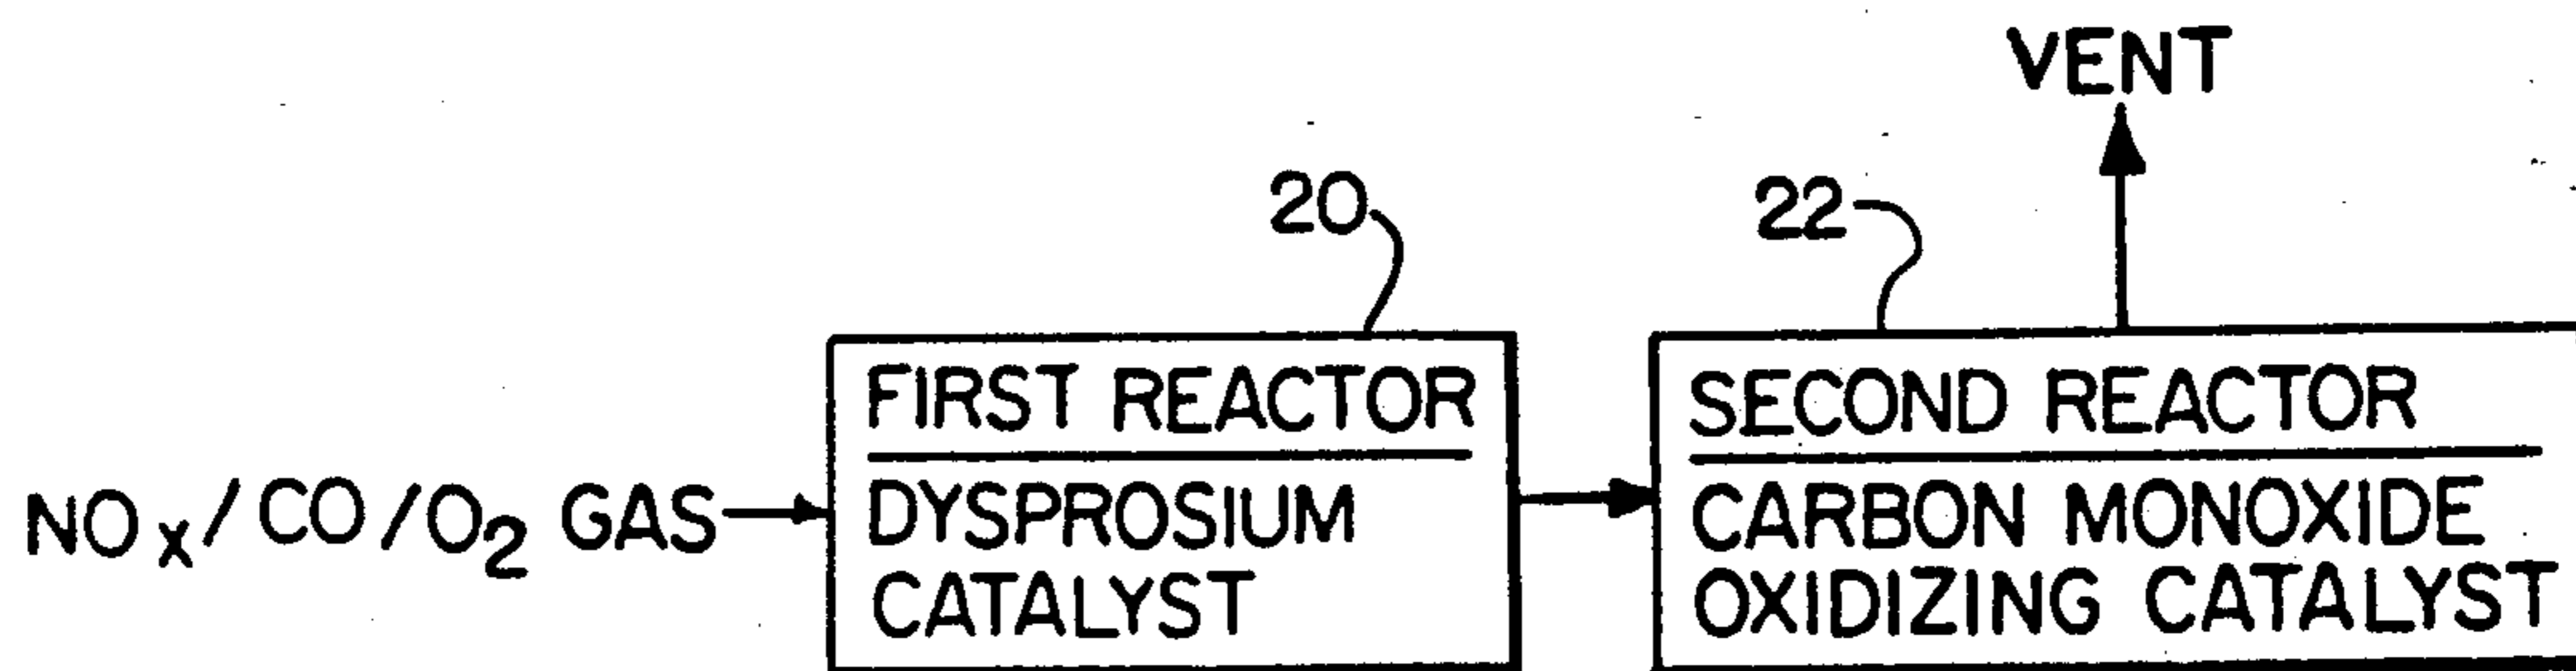 VENT
20
22
FIRST REACTOR
DYSPROSIUM
CATALYST
SECOND REACTOR
CARBON MONOXIDE
OXIDIZING CATALYST
NOx/CO/O2 GAS